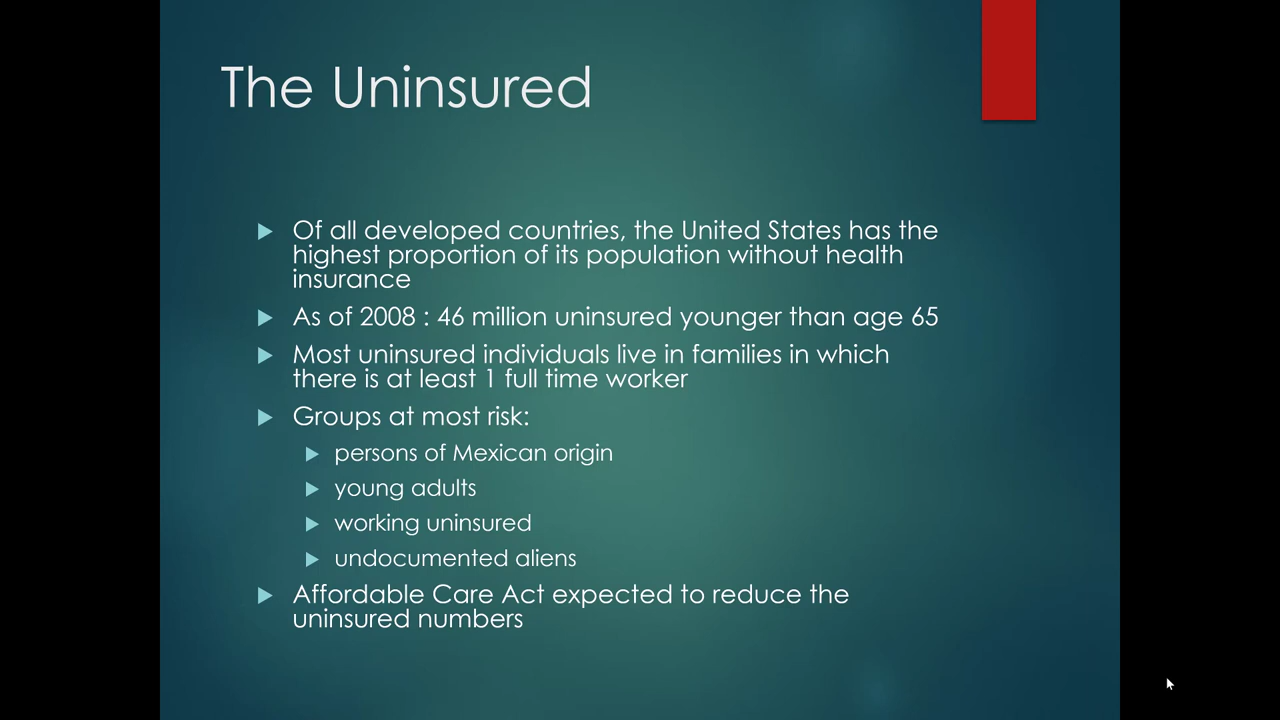 The Uninsured
Of all developed countries, the United States has the
highest proportion of its population without health
insurance
As of 2008 : 46 million uninsured younger than age 65
Most uninsured individuals live in families in which
there is at least 1 full time worker
Groups at most risk:
persons of Mexican origin
young adults
working uninsured
undocumented aliens
Affordable Care Act expected to reduce the
uninsured numbers